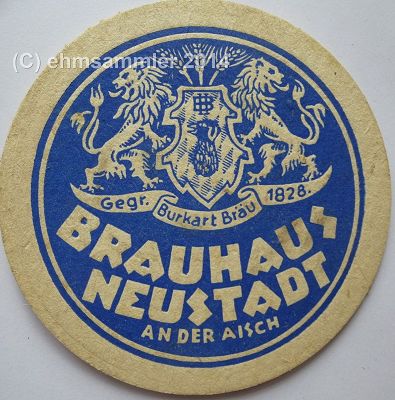 (C) ehmsammler 2014
Gegr. Burkart Bräu 1828.
BRAUHAUS
NEUSTADT
AN DER AISCH